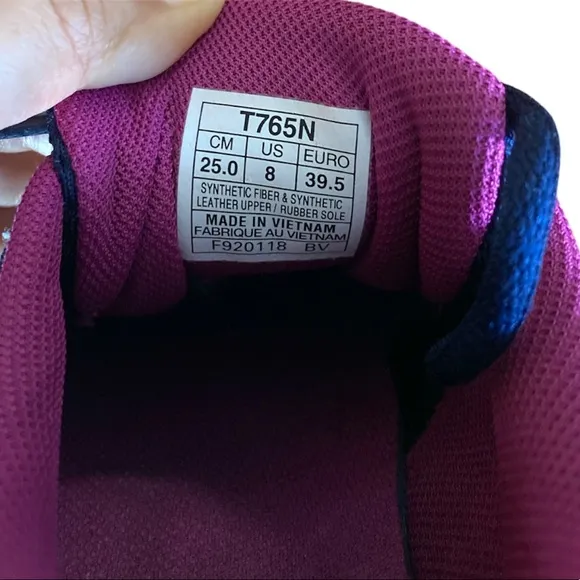 T765N
CM US EURO
25.0 8 39.5
SYNTHETIC FIBER & SYNTHETIC
LEATHER UPPER / RUBBER SOLE
MADE IN VIETNAM
FABRIQUE AU VIETNAM
F920118 BV